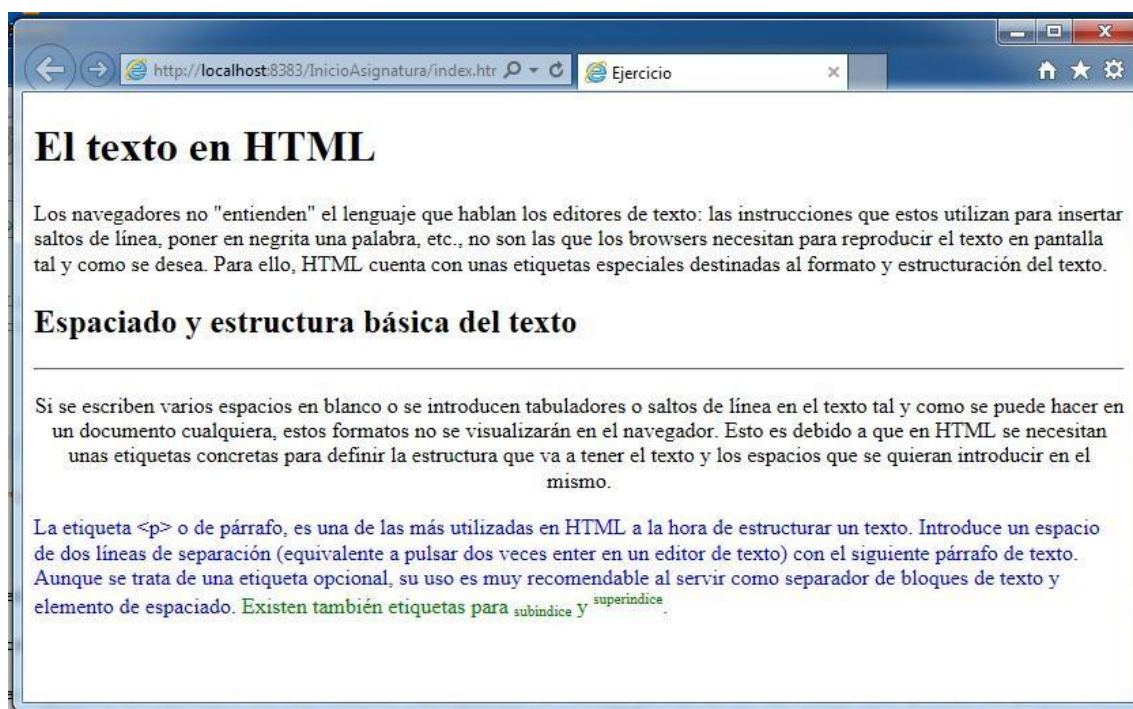 http://localhost:8383/InicioAsignatura/index.htr
Ejercicio
El texto en HTML
Los navegadores no "entienden" el lenguaje que hablan los editores de texto: las instrucciones que estos utilizan para insertar
saltos de línea, poner en negrita una palabra, etc., no son las que los browsers necesitan para reproducir el texto en pantalla
tal y como se desea. Para ello, HTML cuenta con unas etiquetas especiales destinadas al formato y estructuración del texto.
Espaciado y estructura básica del texto
Si se escriben varios espacios en blanco o se introducen tabuladores o saltos de línea en el texto tal y como se puede hacer en
un documento cualquiera, estos formatos no se visualizarán en el navegador. Esto es debido a que en HTML se necesitan
unas etiquetas concretas para definir la estructura que va a tener el texto y los espacios que se quieran introducir en el
mismo.
La etiqueta <p> o de párrafo, es una de las más utilizadas en HTML a la hora de estructurar un texto. Introduce un espacio
de dos líneas de separación (equivalente a pulsar dos veces enter en un editor de texto) con el siguiente párrafo de texto.
Aunque se trata de una etiqueta opcional, su uso es muy recomendable al servir como separador de bloques de texto y
elemento de espaciado. Existen también etiquetas para subindice y superindice.